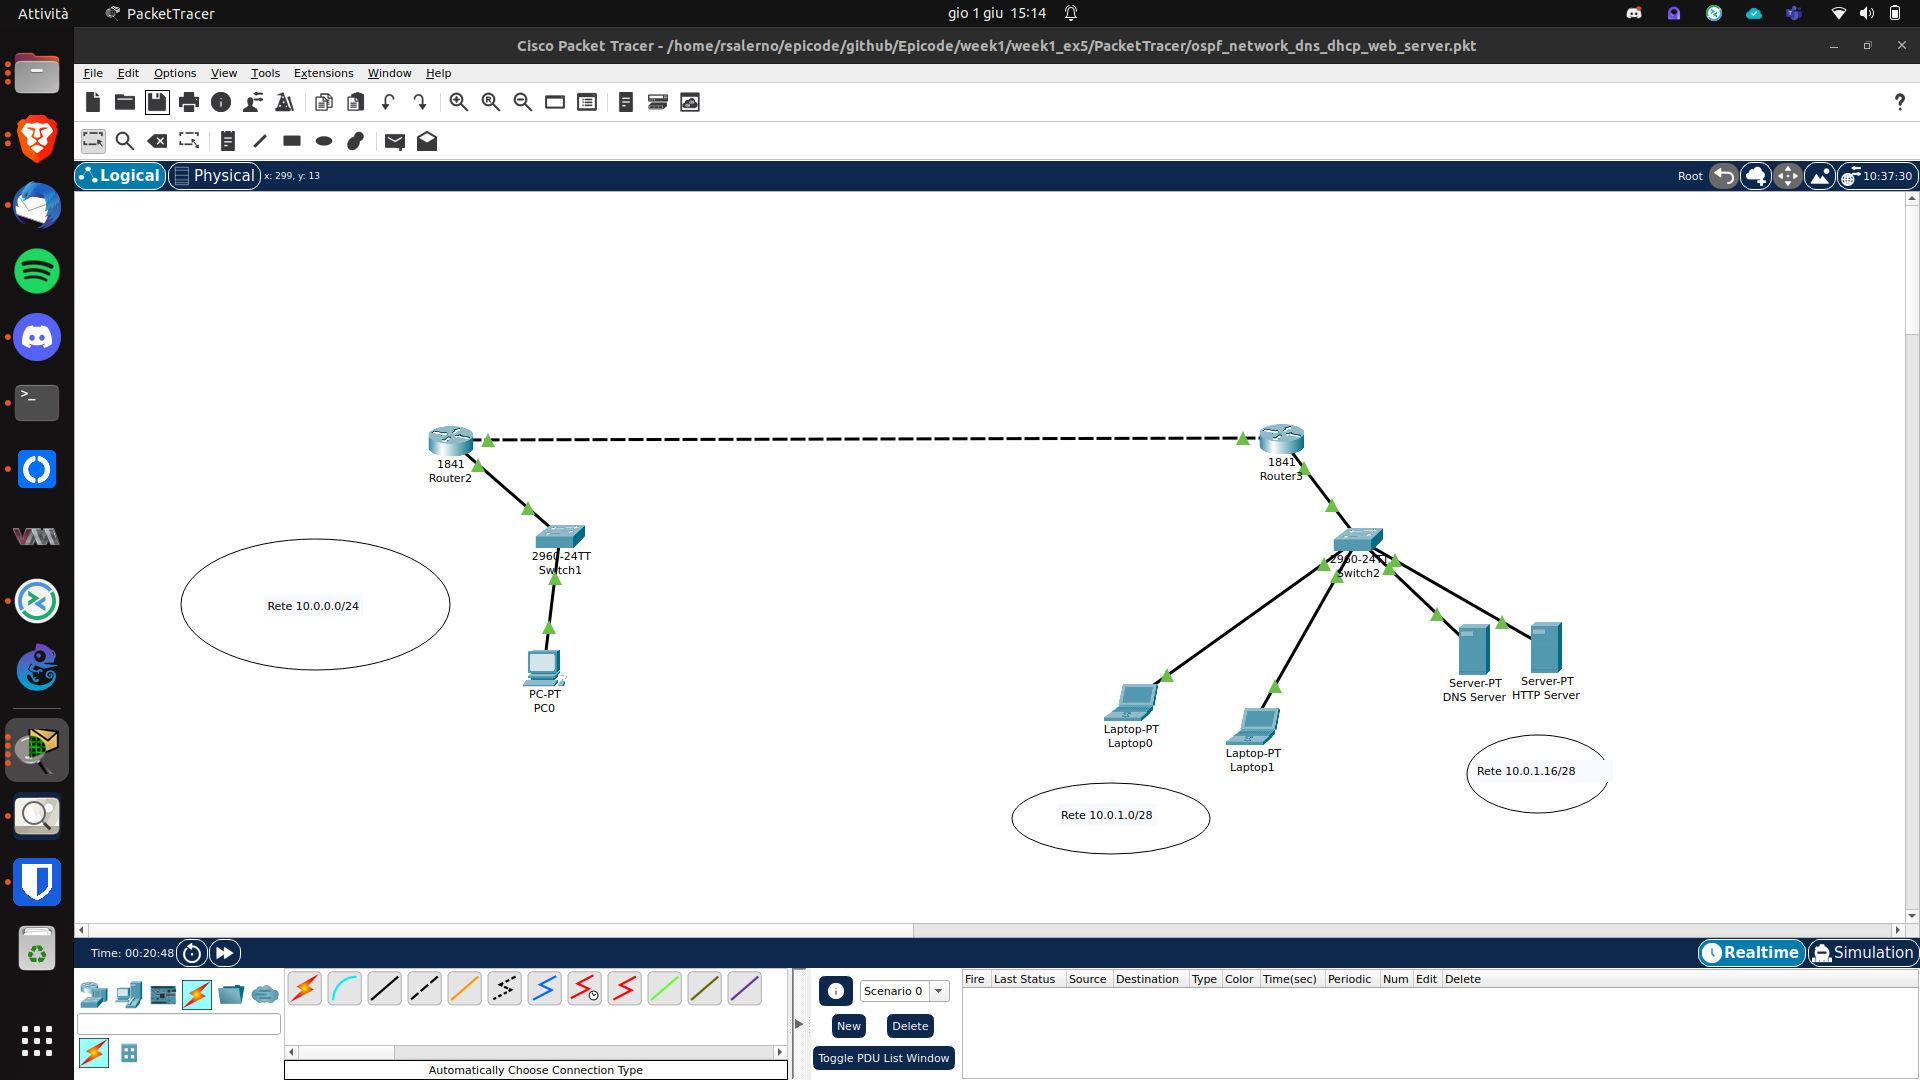 Attività
PacketTracer
gio 1 giu 15:14
Cisco Packet Tracer - /home/rsalerno/epicode/github/Epicode/week1/week1_ex5/PacketTracer/ospf_network_dns_dhcp_web_server.pkt
File Edit Options View Tools Extensions Window Help
Logical
Physical
x: 299, y: 13
Root
10:37:30
1841
Router2
1841
Router3
2960-24TT
Switch1
2960-24TT
Switch2
Rete 10.0.0.0/24
PC-PT
PC0
Server-PT
DNS Server
Server-PT
HTTP Server
Laptop-PT
Laptop0
Laptop-PT
Laptop1
Rete 10.0.1.16/28
Rete 10.0.1.0/28
Time: 00:20:48
Realtime
Simulation
Scenario 0
New
Delete
Toggle PDU List Window
Fire Last Status Source Destination Type Color Time(sec) Periodic Num Edit Delete
Automatically Choose Connection Type